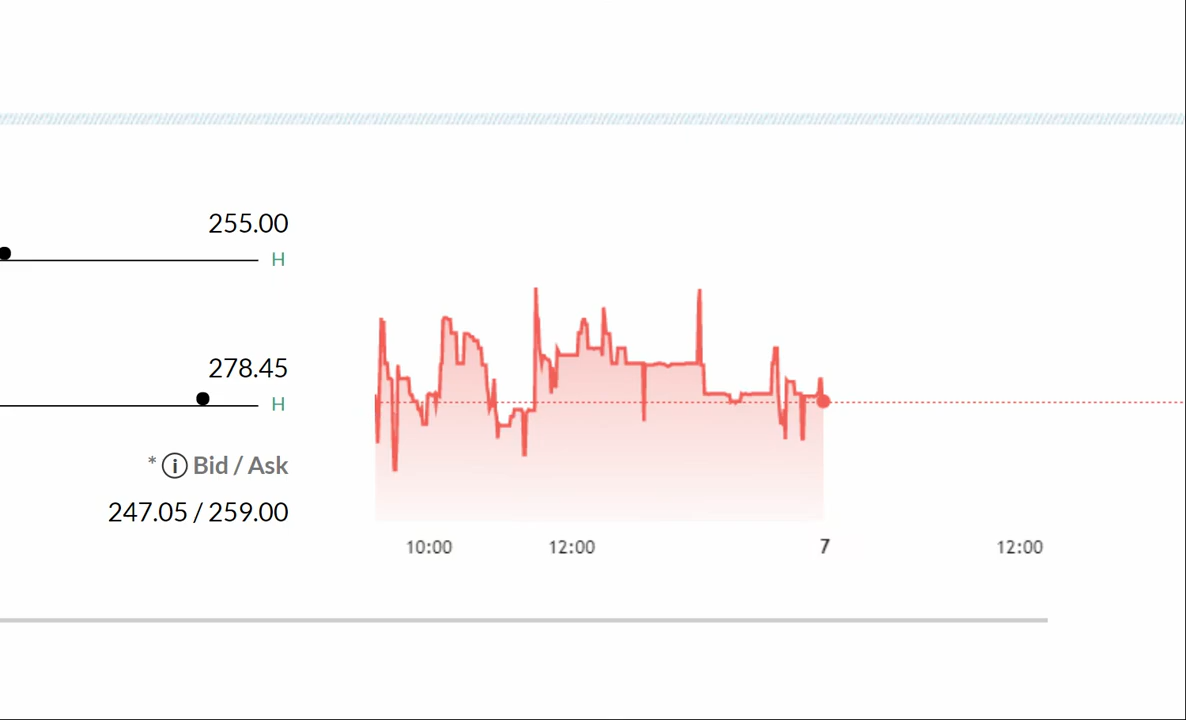 255.00
H
278.45
H
* i Bid / Ask
247.05 / 259.00
10:00 12:00 7 12:00